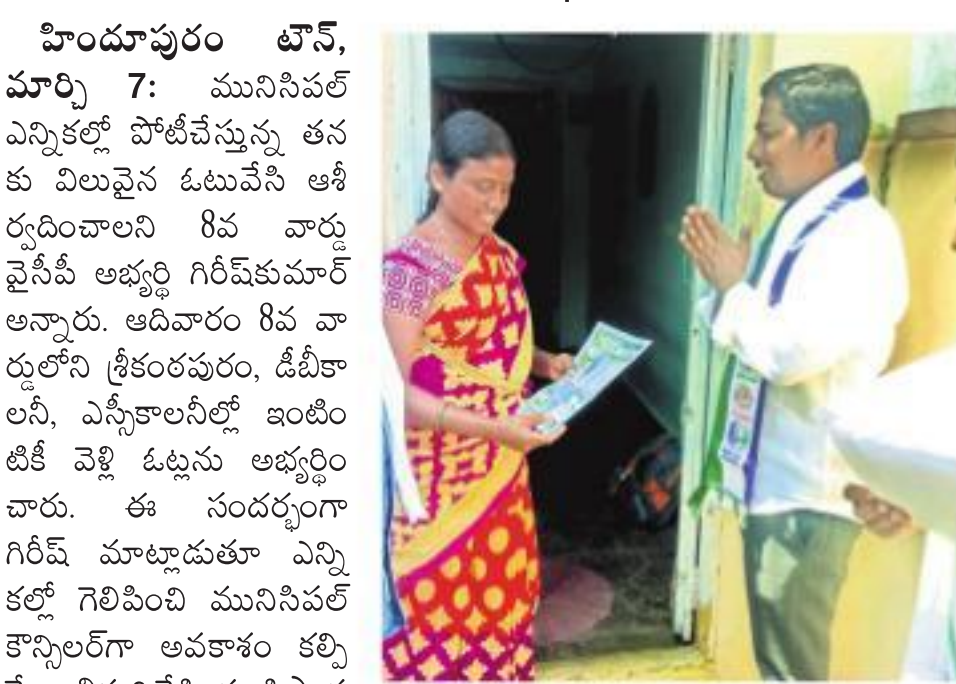 హిందూపురం టౌన్,
మార్చి 7: మునిసిపల్
ఎన్నికల్లో పోటీచేస్తున్న తన
కు విలువైన ఓటువేసి ఆశీ
ర్వదించాలని 8వ వార్డు
వైసీపీ అభ్యర్థి గిరీష్‌కుమార్
అన్నారు. ఆదివారం 8వ వా
ర్డులోని శ్రీకంఠపురం, డీబీకా
లనీ, ఎస్సీకాలనీల్లో ఇంటిం
టికీ వెళ్లి ఓట్లను అభ్యర్థిం
చారు. ఈ సందర్భంగా
గిరీష్ మాట్లాడుతూ ఎన్ని
కల్లో గెలిపించి మునిసిపల్
కౌన్సిలర్‌గా అవకాశం కల్పి